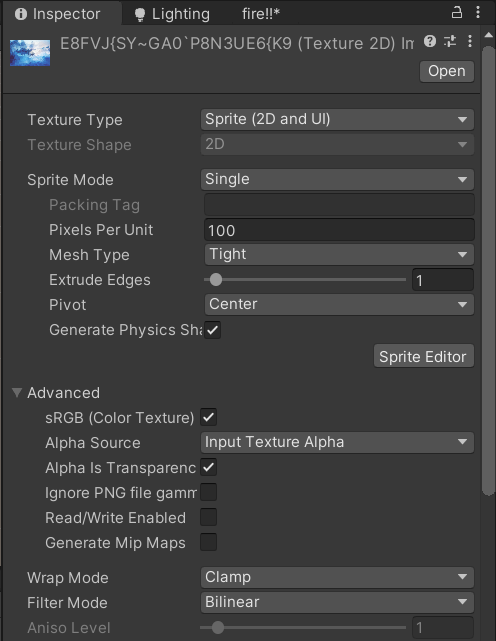 Inspector Lighting fire!!*
E8FVJ{SY~GA0`P8N3UE6{K9 (Texture 2D) Im
Open
Texture Type Sprite (2D and UI)
Texture Shape 2D
Sprite Mode Single
Packing Tag
Pixels Per Unit 100
Mesh Type Tight
Extrude Edges 1
Pivot Center
Generate Physics Sha
Sprite Editor
Advanced
sRGB (Color Texture)
Alpha Source Input Texture Alpha
Alpha Is Transparenc
Ignore PNG file gamm
Read/Write Enabled
Generate Mip Maps
Wrap Mode Clamp
Filter Mode Bilinear
Aniso Level 1